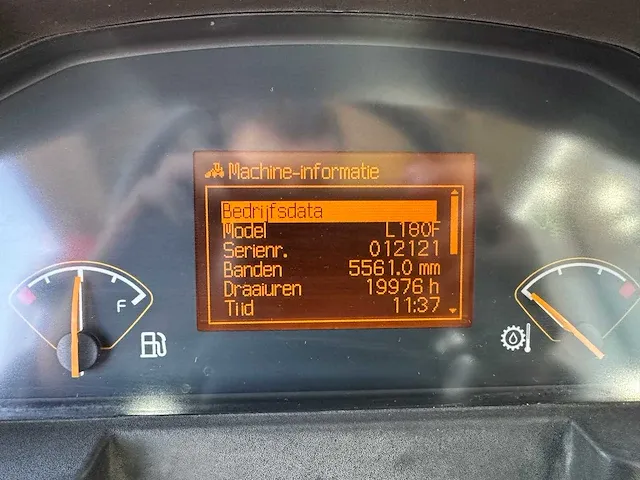 Machine-informatie
Bedrijfsdata
Model L180F
Serienr. 012121
Banden 5561.0 mm
Draaiuren 19976 h
Tijd 11:37
F